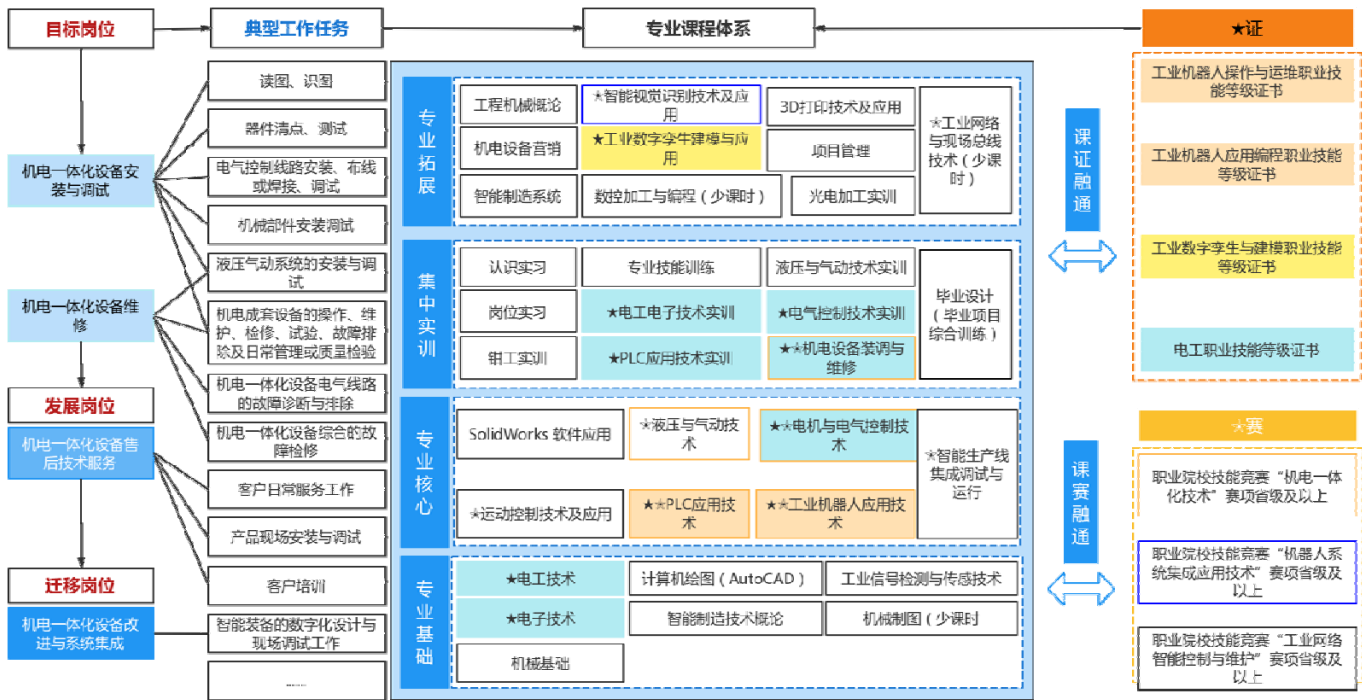 目标岗位
典型工作任务
专业课程体系
★证
机电一体化设备安
装与调试
机电一体化设备维
修
发展岗位
机电一体化设备售
后技术服务
迁移岗位
机电一体化设备改
进与系统集成
读图、识图
器件清点、测试
电气控制线路安装、布线
或焊接、调试
机械部件安装调试
液压气动系统的安装与调
试
机电成套设备的操作、维
护、检修、试验、故障排
除及日常管理或质量检验
机电一体化设备电气线路
的故障诊断与排除
机电一体化设备综合的故
障检修
客户日常服务工作
产品现场安装与调试
客户培训
智能装备的数字化设计与
现场调试工作
......
专业拓展
工程机械概论
☆智能视觉识别技术及应
用
3D打印技术及应用
机电设备营销
★工业数字孪生建模与应
用
项目管理
智能制造系统
数控加工与编程（少课时）
光电加工实训
☆工业网络
与现场总线
技术（少课
时）
集中实训
认识实习
专业技能训练
液压与气动技术实训
岗位实习
★电工电子技术实训
★电气控制技术实训
钳工实训
★PLC应用技术实训
★☆机电设备装调与
维修
毕业设计
（毕业项目
综合训练）
专业核心
SolidWorks 软件应用
☆液压与气动技
术
★☆电机与电气控制技
术
☆运动控制技术及应用
★☆PLC应用技
术
★☆工业机器人应用技
术
☆智能生产线
集成调试与
运行
专业基础
★电工技术
计算机绘图（AutoCAD）
工业信号检测与传感技术
★电子技术
智能制造技术概论
机械制图（少课时
机械基础
课证融通
课赛融通
工业机器人操作与运维职业技
能等级证书
工业机器人应用编程职业技能
等级证书
工业数字孪生与建模职业技能
等级证书
电工职业技能等级证书
☆赛
职业院校技能竞赛“机电一体
化技术”赛项省级及以上
职业院校技能竞赛“机器人系
统集成应用技术”赛项省级及
以上
职业院校技能竞赛“工业网络
智能控制与维护”赛项省级及
以上